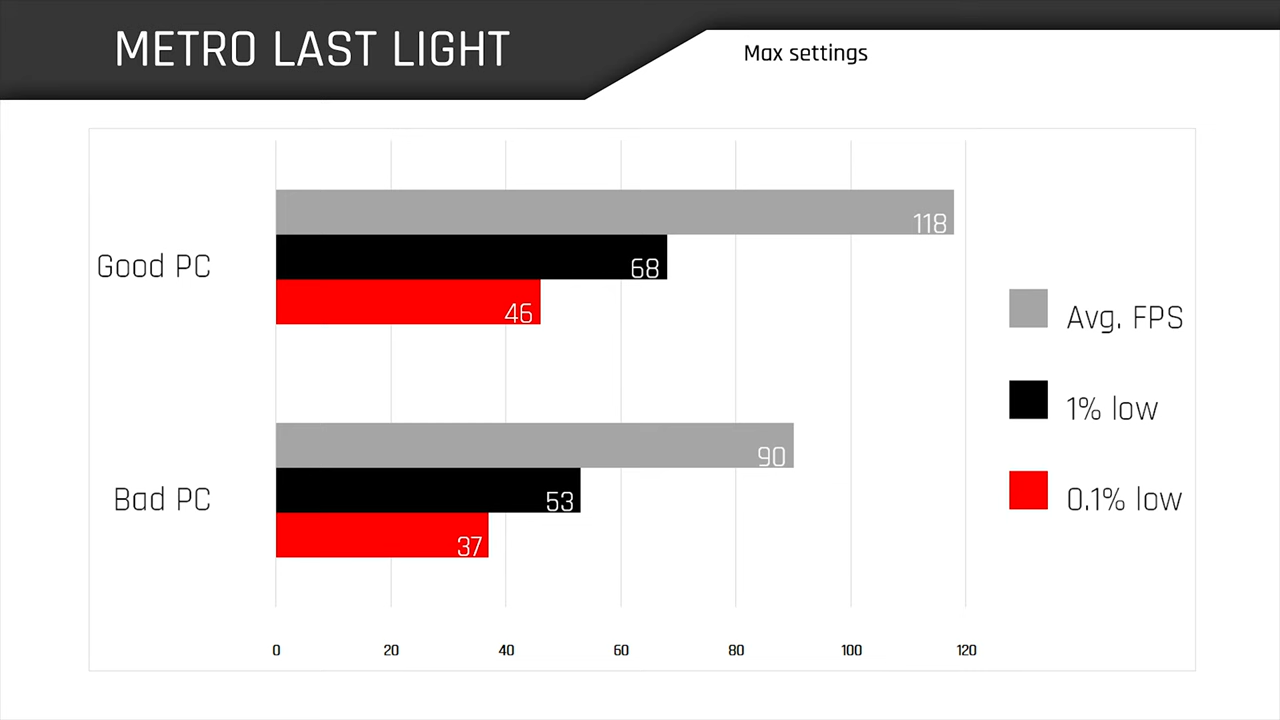 METRO LAST LIGHT
Max settings
118
Good PC
68
46
Avg. FPS
1% low
90
Bad PC
53
0.1% low
37
0 20 40 60 80 100 120